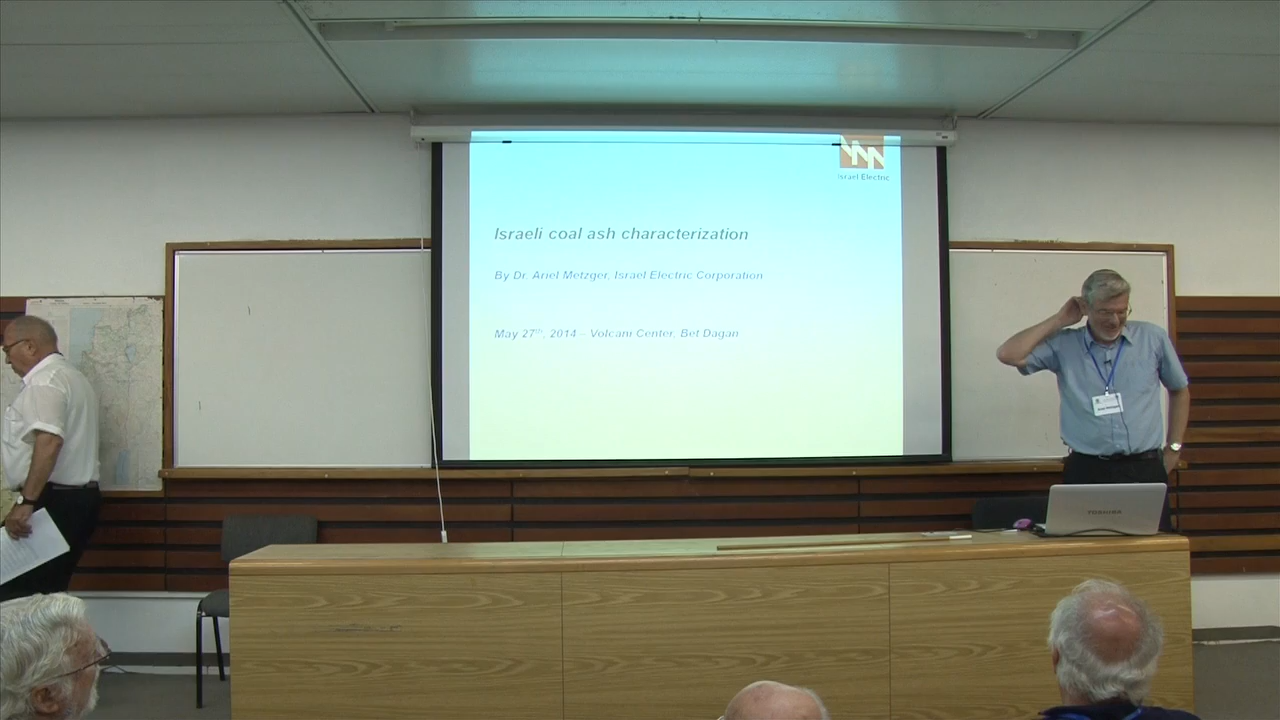 Israel Electric
Israeli coal ash characterization
By Dr. Ariel Metzger, Israel Electric Corporation
May 27th, 2014 – Volcani Center, Bet Dagan
TOSHIBA